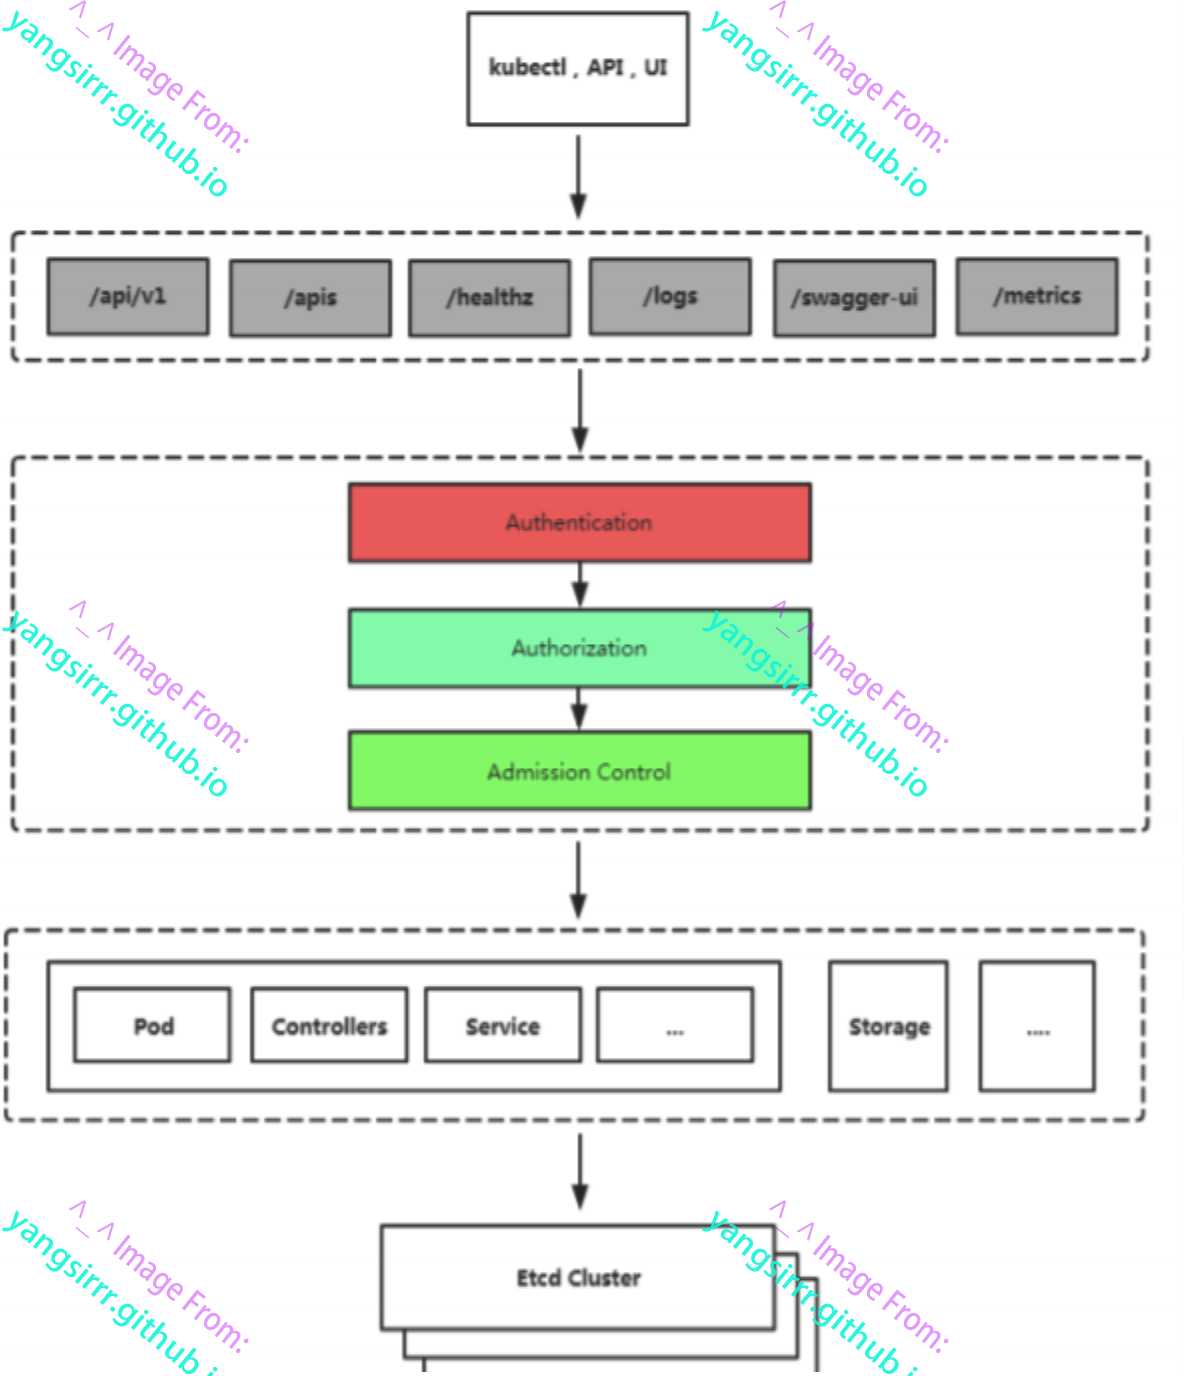 ^_^ Image From:
yangsirrr.github.io
^_^ Image From:
yangsirrr.github.io
kubectl , API , UI
/api/v1
/apis
/healthz
/logs
/swagger-ui
/metrics
Authentication
Authorization
^_^ Image From:
yangsirrr.github.io
^_^ Image From:
yangsirrr.github.io
Admission Control
Pod
Controllers
Service
...
Storage
....
Etcd Cluster
^_^ Image From:
yangsirrr.github.io
^_^ Image From:
yangsirrr.github.io